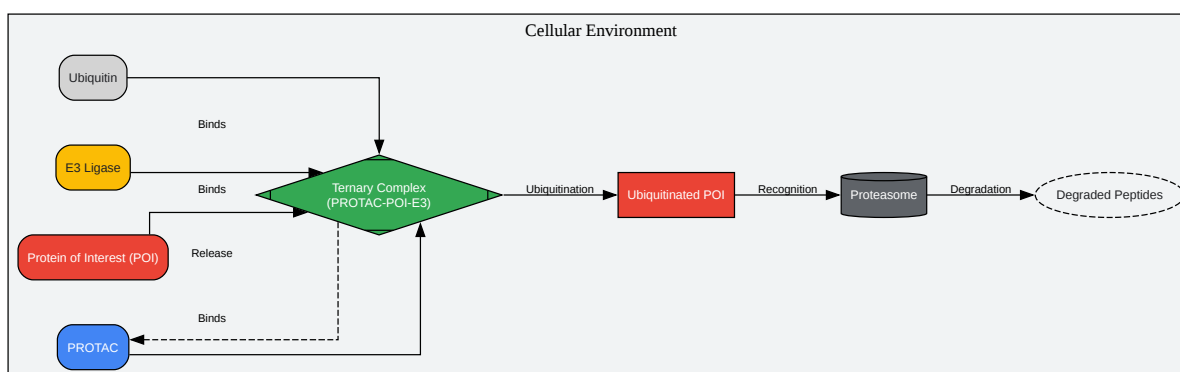 Cellular Environment
Ubiquitin
Binds
E3 Ligase
Binds
Ternary Complex
(PROTAC-POI-E3)
Ubiquitination
Ubiquitinated POI
Recognition
Proteasome
Degradation
Degraded Peptides
Release
Protein of Interest (POI)
Binds
PROTAC